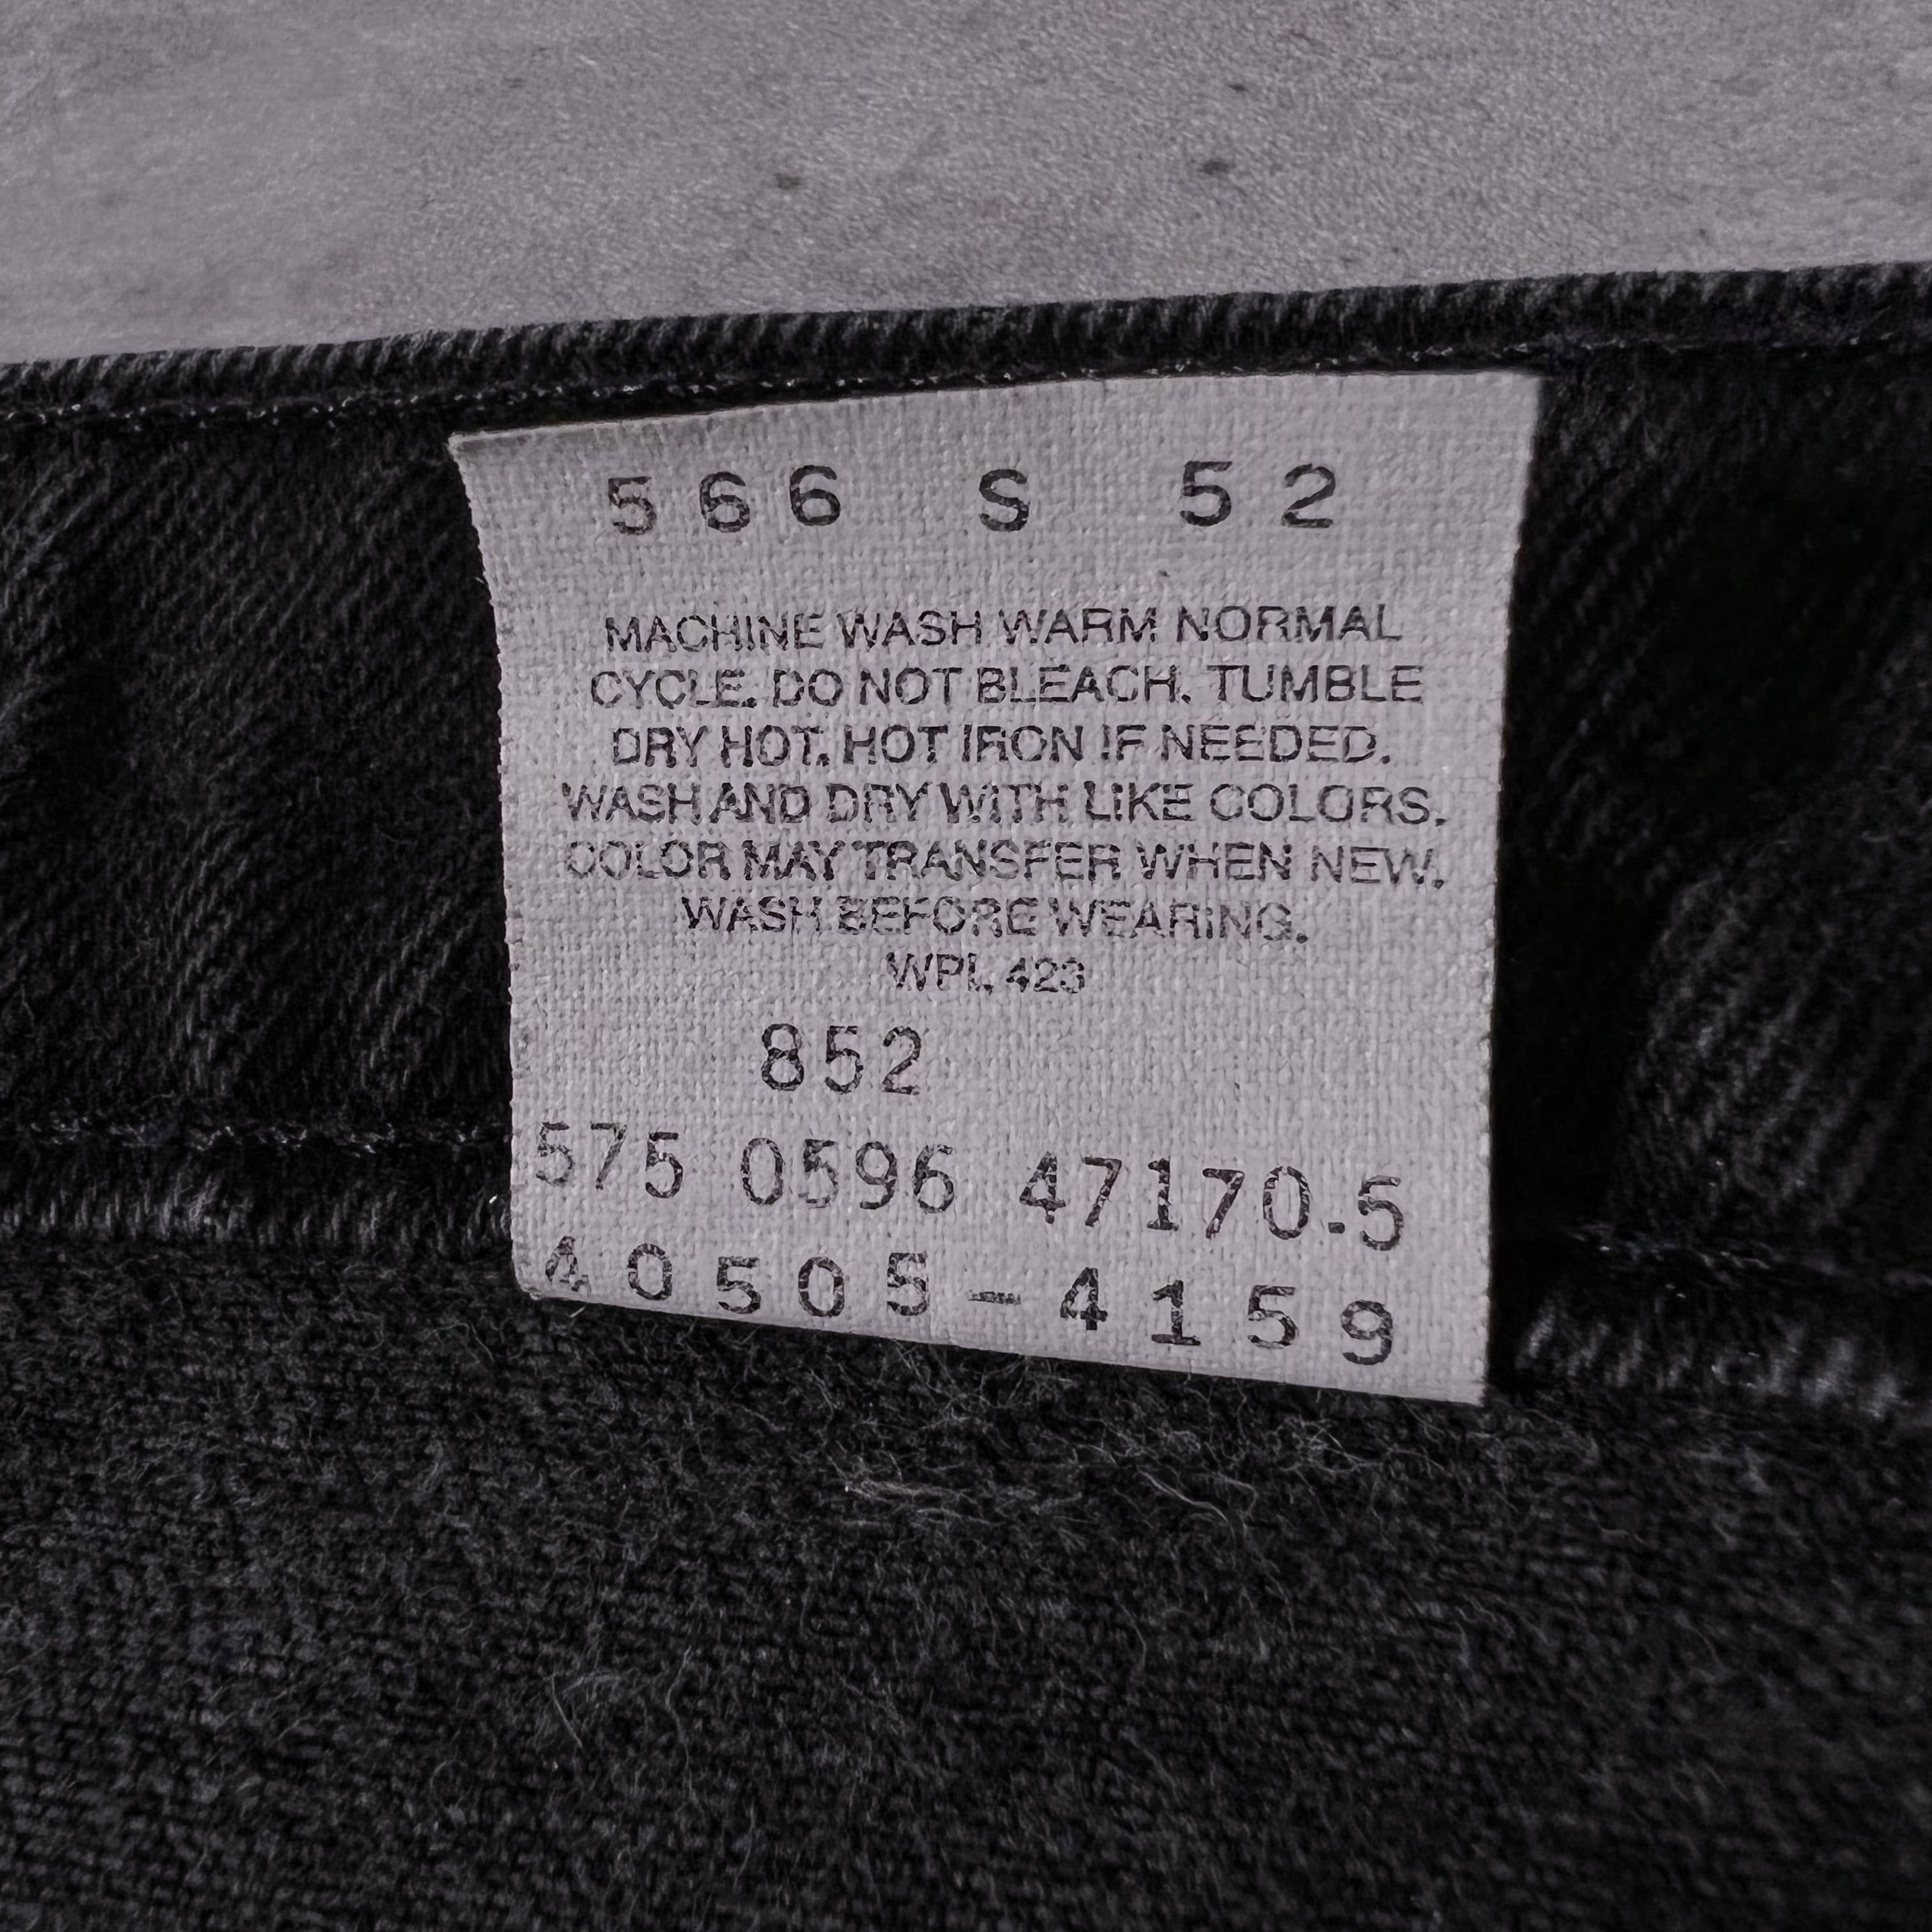 566 S 52
MACHINE WASH WARM NORMAL
CYCLE. DO NOT BLEACH. TUMBLE
DRY HOT. HOT IRON IF NEEDED.
WASH AND DRY WITH LIKE COLORS.
COLOR MAY TRANSFER WHEN NEW.
WASH BEFORE WEARING.
WPL 423
852
575 0596 47170.5
40505-4159